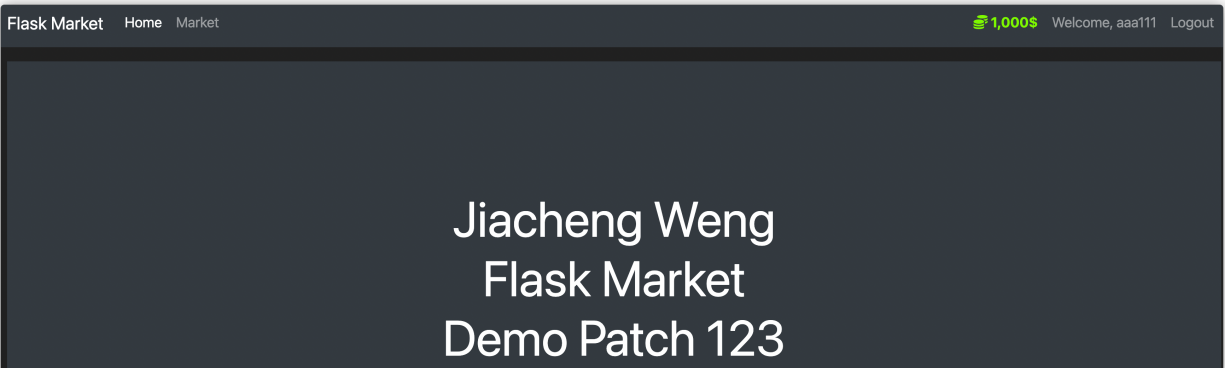 Flask Market Home Market 1,000$ Welcome, aaa111 Logout
Jiacheng Weng
Flask Market
Demo Patch 123